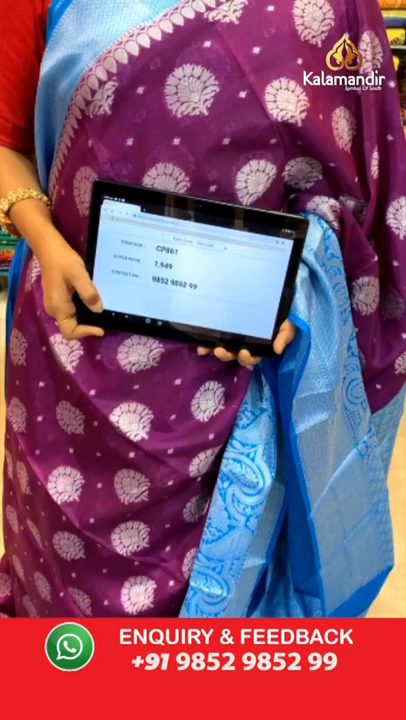 Kalamandir
Symbol Of South
CP861
1,949
9852 9852 99
ENQUIRY & FEEDBACK
+91 9852 9852 99